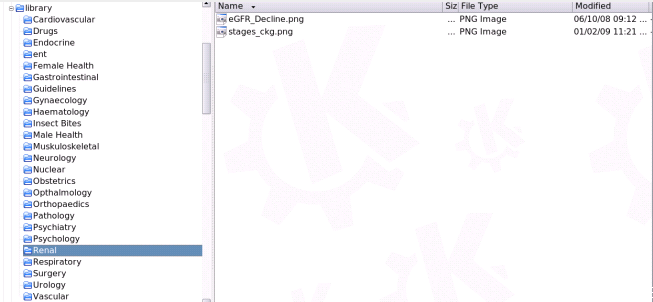 library
Cardiovascular
Drugs
Endocrine
ent
Female Health
Gastrointestinal
Guidelines
Gynaecology
Haematology
Insect Bites
Male Health
Muskuloskeletal
Neurology
Nuclear
Obstetrics
Opthalmology
Orthopaedics
Pathology
Psychiatry
Psychology
Renal
Respiratory
Surgery
Urology
Vascular
Name Siz File Type Modified
eGFR_Decline.png ... PNG Image 06/10/08 09:12 ...
stages_ckg.png ... PNG Image 01/02/09 11:21 ...